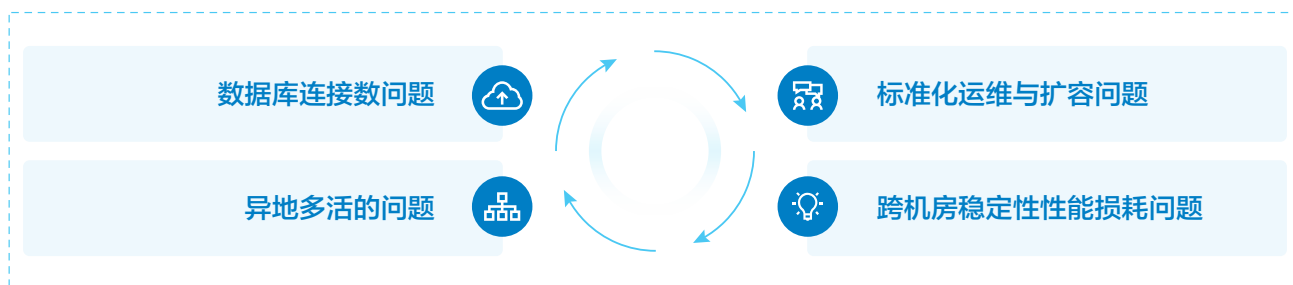 数据库连接数问题
标准化运维与扩容问题
异地多活的问题
跨机房稳定性性能损耗问题